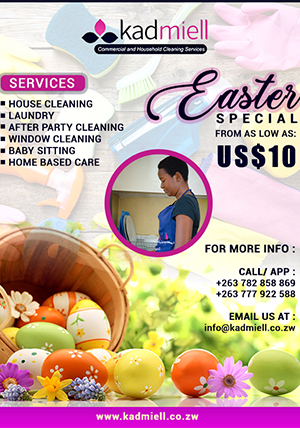 kadmiell
Commercial and Household Cleaning Services
SERVICES
HOUSE CLEANING
LAUNDRY
AFTER PARTY CLEANING
WINDOW CLEANING
BABY SITTING
HOME BASED CARE
Easter
SPECIAL
FROM AS LOW AS:
US$10
FOR MORE INFO :
CALL/ APP :
+263 782 858 869
+263 777 922 588
EMAIL US AT :
info@kadmiell.co.zw
www.kadmiell.co.zw